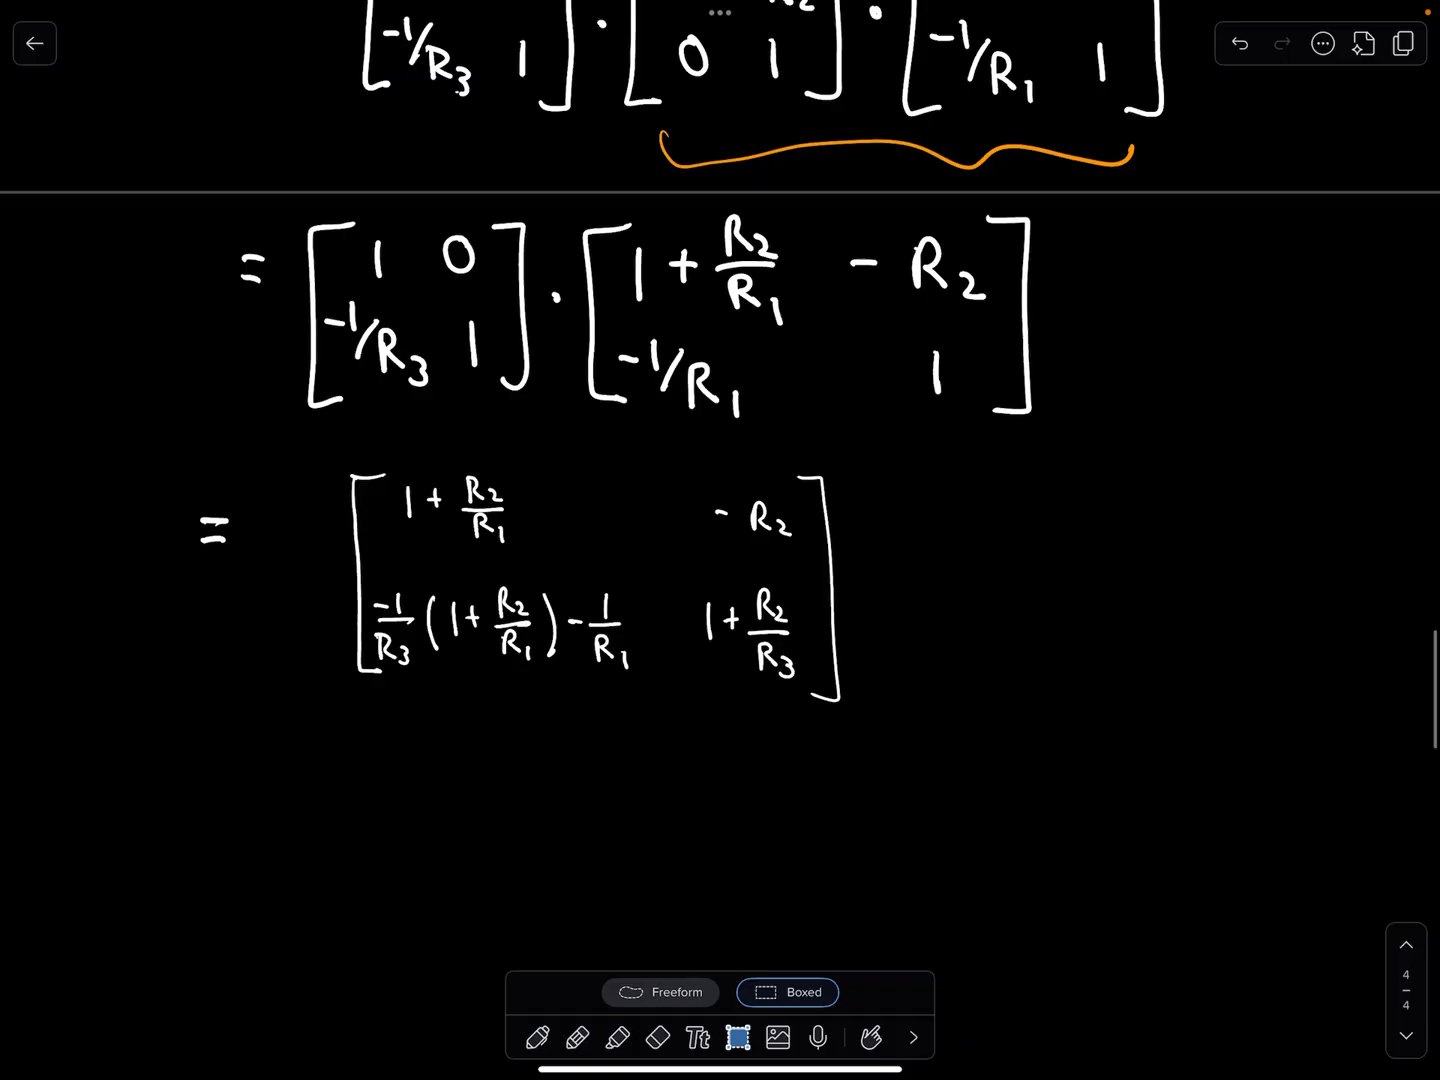 R₂
-1/R₃ 1 ] · [ 0 1 ] · [ -1/R₁ 1 ]
= [ 1 0 ] · [ 1 + R₂/R₁ - R₂ ]
[ -1/R₃ 1 ] [ -1/R₁ 1 ]
= [ 1 + R₂/R₁ - R₂ ]
[ -1/R₃ (1 + R₂/R₁) - 1/R₁ 1 + R₂/R₃ ]
4
–
4
Freeform Boxed
Tt